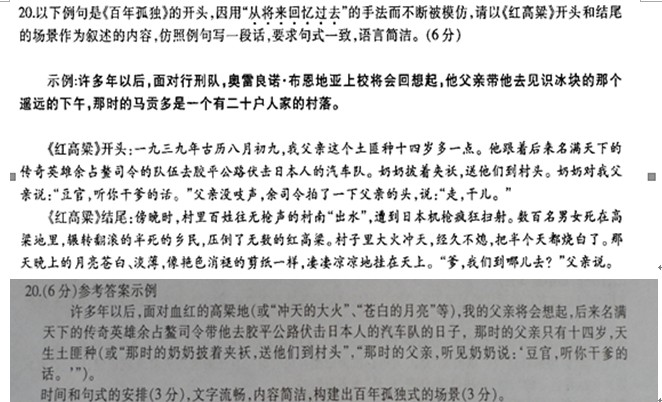 20.以下例句是《百年孤独》的开头,因用“从将来回忆过去”的手法而不断被模仿,请以《红高粱》开头和结尾
的场景作为叙述的内容,仿照例句写一段话,要求句式一致,语言简洁。(6分)
示例:许多年以后,面对行刑队,奥雷良诺·布恩地亚上校将会回想起,他父亲带他去见识冰块的那个
遥远的下午,那时的马贡多是一个有二十户人家的村落。
《红高粱》开头:一九三九年古历八月初九,我父亲这个土匪种十四岁多一点。他跟着后来名满天下的
传奇英雄余占鳌司令的队伍去胶平公路伏击日本人的汽车队。奶奶披着夹袄,送他们到村头。奶奶对我父
亲说:“豆官,听你干爹的话。”父亲没吱声,余司令拍了一下父亲的头,说:“走,干儿。”
《红高粱》结尾:傍晚时,村里百姓往无枪声的村南“出水”,遭到日本机枪疯狂扫射。数百名男女死在高
粱地里,辗转翻滚的半死的乡民,压倒了无数的红高粱。村子里大火冲天,经久不熄,把半个天都烧白了。那
天晚上的月亮苍白、淡薄,像艳色消褪的剪纸一样,凄凄凉凉地挂在天上。“爹,我们到哪儿去?”父亲说。
20.(6分)参考答案示例
许多年以后,面对血红的高粱地(或“冲天的大火”、“苍白的月亮”等),我的父亲将会想起,后来名满
天下的传奇英雄余占鳌司令带他去胶平公路伏击日本人的汽车队的日子,那时的父亲只有十四岁,天
生土匪种(或“那时的奶奶披着夹袄,送他们到村头”,“那时的父亲,听见奶奶说:‘豆官,听你干爹的
话。’”)。
时间和句式的安排(3分),文字流畅,内容简洁,构建出百年孤独式的场景(3分)。